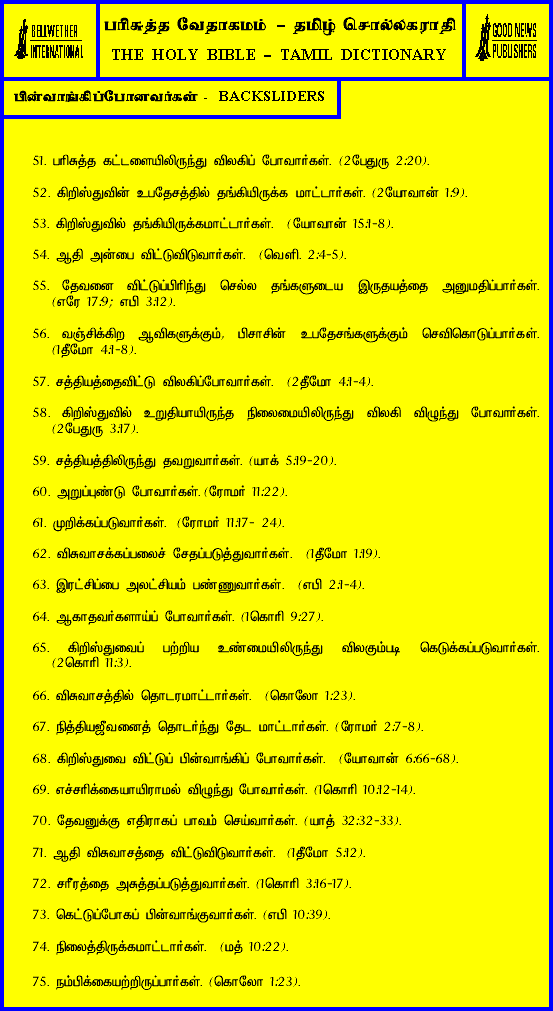 BELLWETHER
INTERNATIONAL
பரிசுத்த வேதாகமம் – தமிழ் சொல்லகராதி
THE HOLY BIBLE – TAMIL DICTIONARY
GOOD NEWS
PUBLISHERS
பின்வாங்கிப்போனவர்கள் - BACKSLIDERS
51. பரிசுத்த கட்டளையிலிருந்து விலகிப் போவார்கள். (2பேதுரு 2:20).
52. கிறிஸ்துவின் உபதேசத்தில் தங்கியிருக்க மாட்டார்கள். (2யோவான் 1:9).
53. கிறிஸ்துவில் தங்கியிருக்கமாட்டார்கள். (யோவான் 15:1-8).
54. ஆதி அன்பை விட்டுவிடுவார்கள். (வெளி. 2:4-5).
55. தேவனை விட்டுப்பிரிந்து செல்ல தங்களுடைய இருதயத்தை அனுமதிப்பார்கள்.
(எரே 17:9; எபி 3:12).
56. வஞ்சிக்கிற ஆவிகளுக்கும், பிசாசின் உபதேசங்களுக்கும் செவிகொடுப்பார்கள்.
(1தீமோ 4:1-8).
57. சத்தியத்தைவிட்டு விலகிப்போவார்கள். (2தீமோ 4:1-4).
58. கிறிஸ்துவில் உறுதியாயிருந்த நிலைமையிலிருந்து விலகி விழுந்து போவார்கள்.
(2பேதுரு 3:17).
59. சத்தியத்திலிருந்து தவறுவார்கள். (யாக் 5:19-20).
60. அறுப்புண்டு போவார்கள். (ரோமர் 11:22).
61. முறிக்கப்படுவார்கள். (ரோமர் 11:17- 24).
62. விசுவாசக்கப்பலைச் சேதப்படுத்துவார்கள். (1தீமோ 1:19).
63. இரட்சிப்பை அலட்சியம் பண்ணுவார்கள். (எபி 2:1-4).
64. ஆகாதவர்களாய்ப் போவார்கள். (1கொரி 9:27).
65. கிறிஸ்துவைப் பற்றிய உண்மையிலிருந்து விலகும்படி கெடுக்கப்படுவார்கள்.
(2கொரி 11:3).
66. விசுவாசத்தில் தொடரமாட்டார்கள். (கொலோ 1:23).
67. நித்தியஜீவனைத் தொடர்ந்து தேட மாட்டார்கள். (ரோமர் 2:7-8).
68. கிறிஸ்துவை விட்டுப் பின்வாங்கிப் போவார்கள். (யோவான் 6:66-68).
69. எச்சரிக்கையாயிராமல் விழுந்து போவார்கள். (1கொரி 10:12-14).
70. தேவனுக்கு எதிராகப் பாவம் செய்வார்கள். (யாத் 32:32-33).
71. ஆதி விசுவாசத்தை விட்டுவிடுவார்கள். (1தீமோ 5:12).
72. சரீரத்தை அசுத்தப்படுத்துவார்கள். (1கொரி 3:16-17).
73. கெட்டுப்போகப் பின்வாங்குவார்கள். (எபி 10:39).
74. நிலைத்திருக்கமாட்டார்கள். (மத் 10:22).
75. நம்பிக்கையற்றிருப்பார்கள். (கொலோ 1:23).